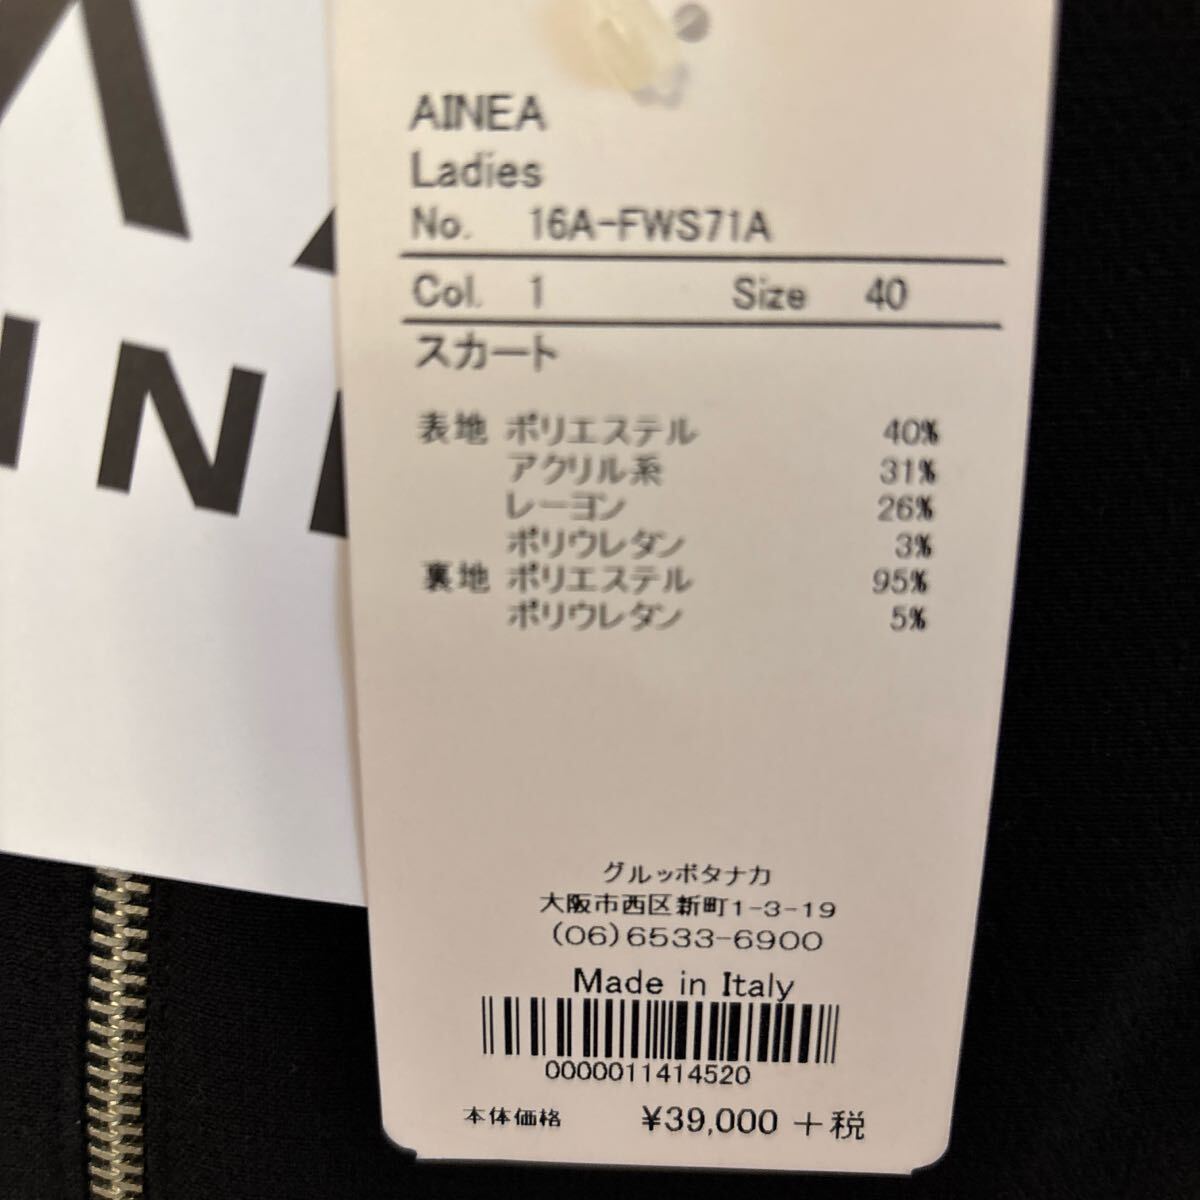 AINEA
Ladies
No. 16A-FWS71A
Col. 1 Size 40
スカート
表地 ポリエステル 40%
アクリル系 31%
レーヨン 26%
ポリウレタン 3%
裏地 ポリエステル 95%
ポリウレタン 5%
グルッポタナカ
大阪市西区新町1-3-19
(06)6533-6900
Made in Italy
0000011414520
本体価格 ¥39,000 +税